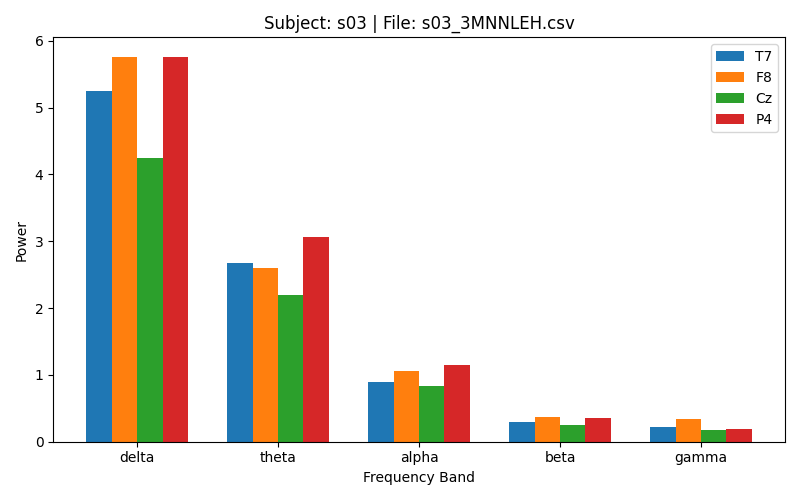 Subject: s03 | File: s03_3MNNLEH.csv
T7
F8
Cz
P4
Power
6
5
4
3
2
1
0
delta theta alpha beta gamma
Frequency Band